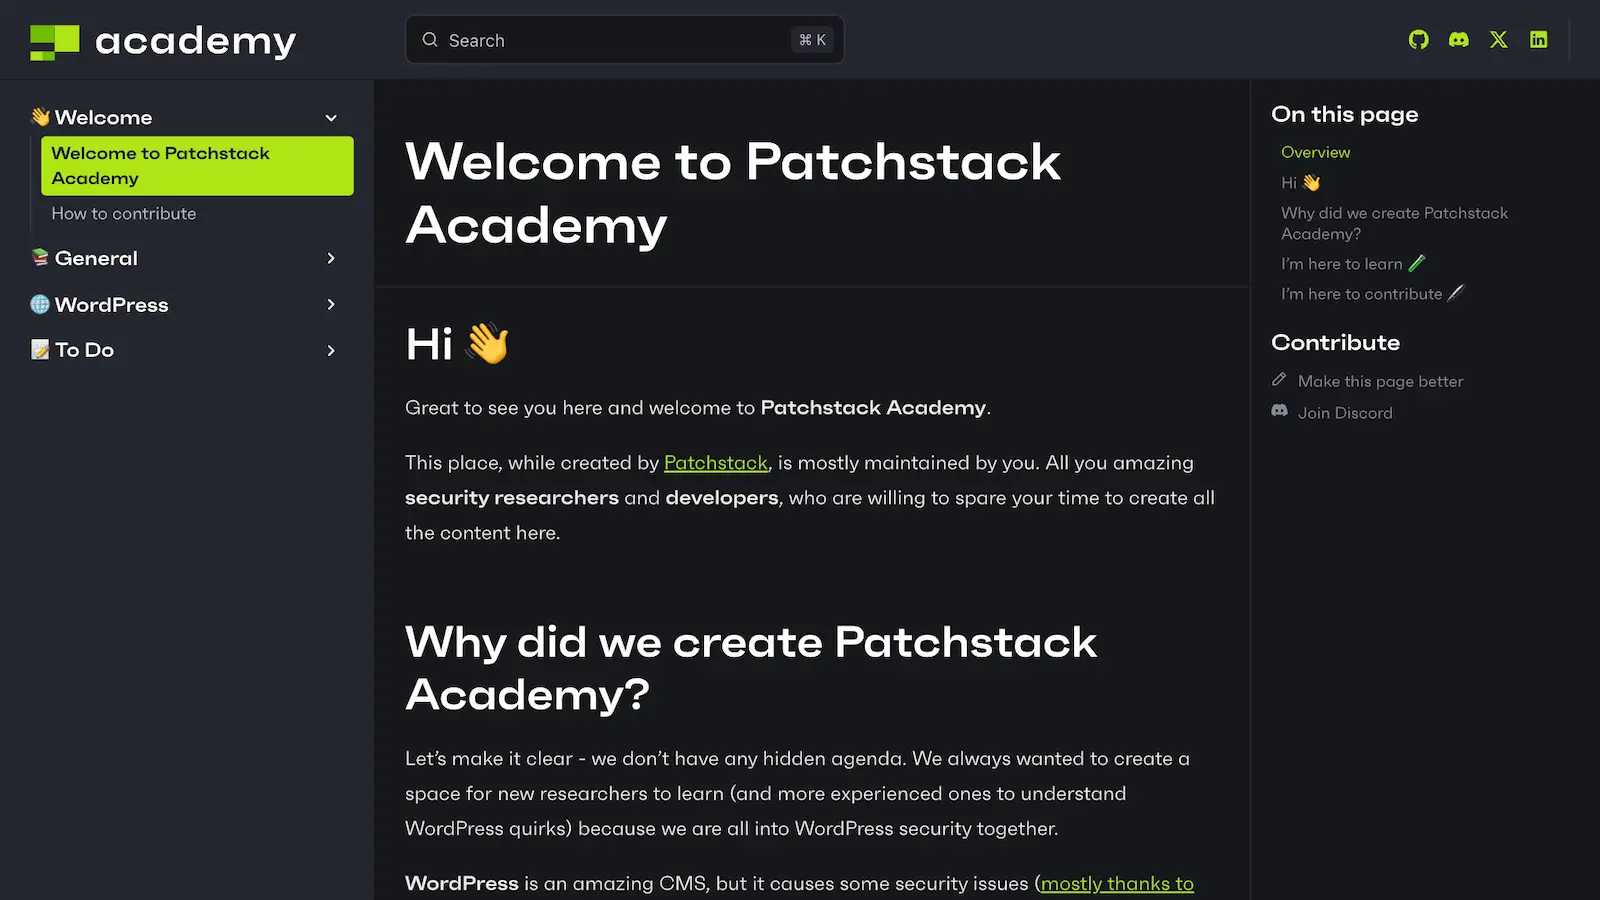 academy
Search
⌘ K
👋 Welcome
Welcome to Patchstack
Academy
How to contribute
📚 General
🌐 WordPress
📝 To Do
Welcome to Patchstack
Academy
Hi 👋
Great to see you here and welcome to Patchstack Academy.
This place, while created by Patchstack, is mostly maintained by you. All you amazing
security researchers and developers, who are willing to spare your time to create all
the content here.
Why did we create Patchstack
Academy?
Let’s make it clear - we don’t have any hidden agenda. We always wanted to create a
space for new researchers to learn (and more experienced ones to understand
WordPress quirks) because we are all into WordPress security together.
WordPress is an amazing CMS, but it causes some security issues (mostly thanks to
On this page
Overview
Hi 👋
Why did we create Patchstack
Academy?
I’m here to learn 🧪
I’m here to contribute 🖋️
Contribute
Make this page better
Join Discord